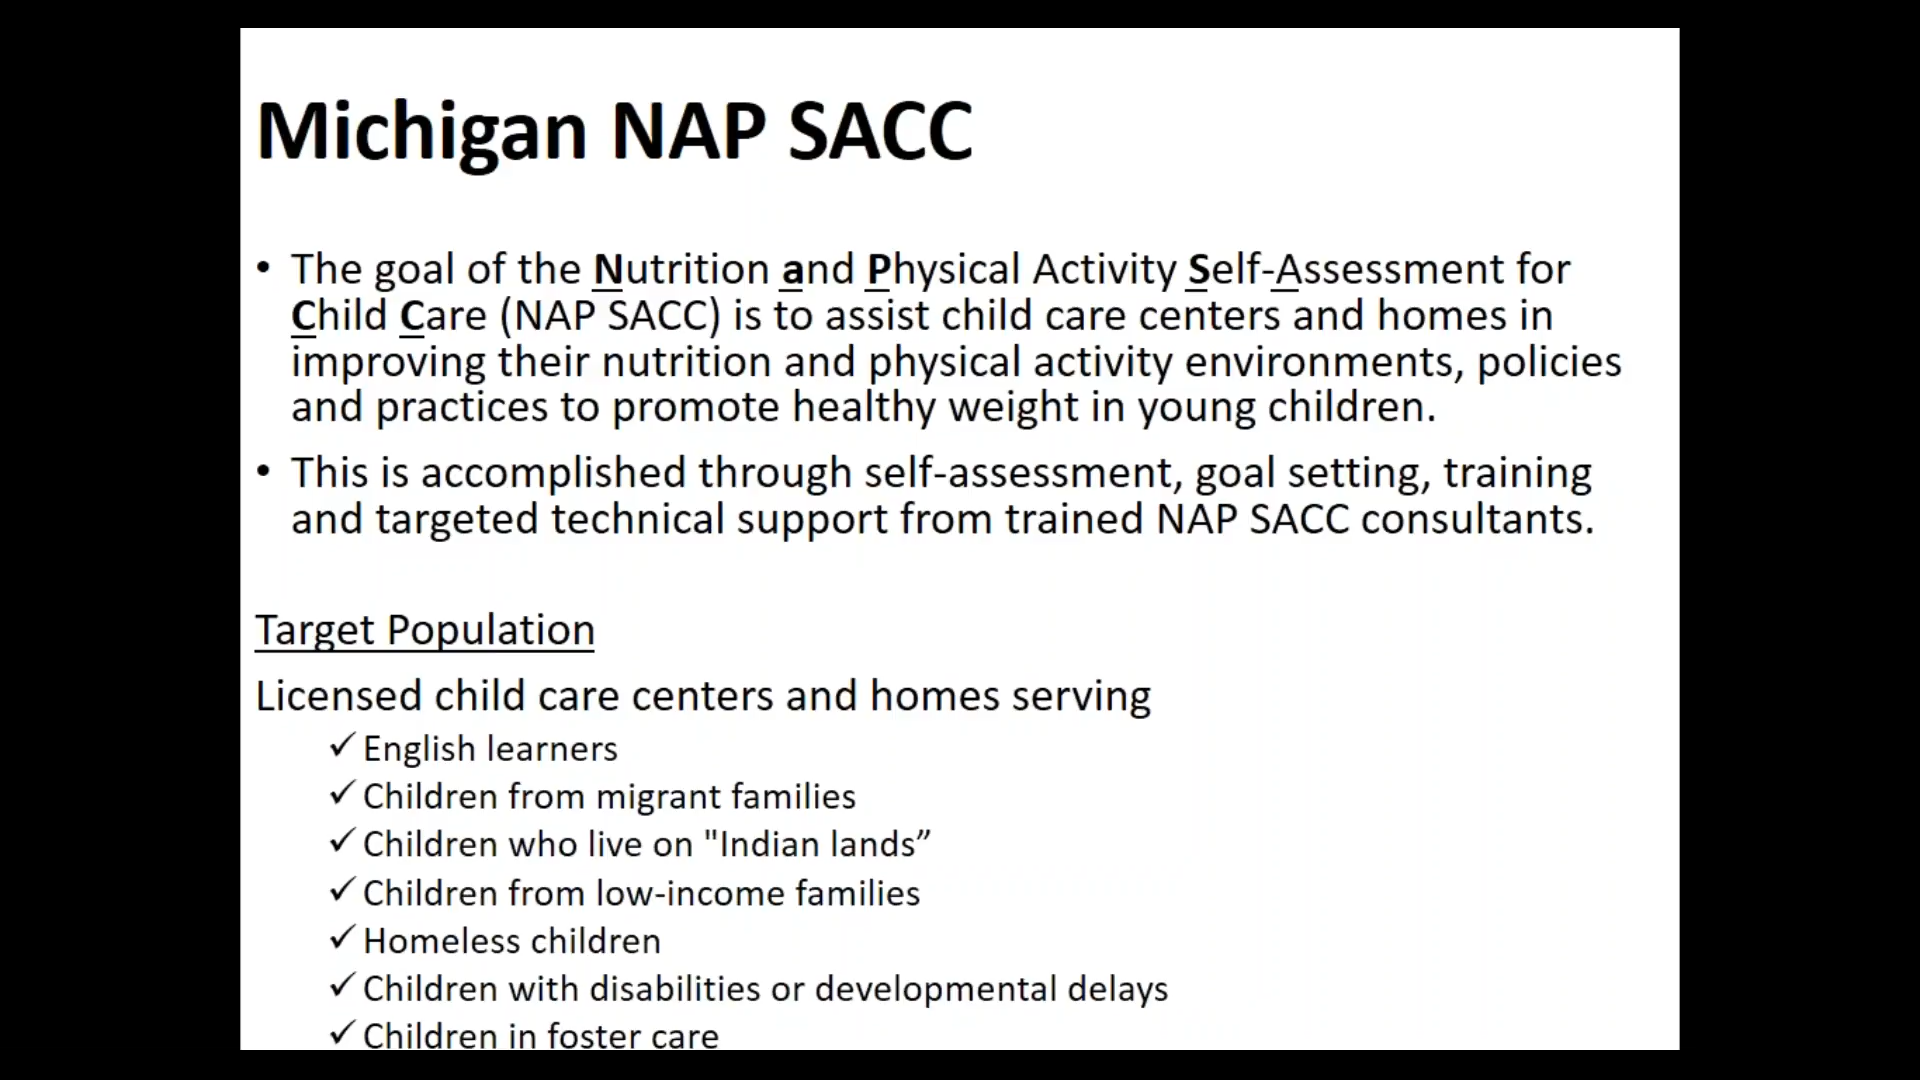 Michigan NAP SACC
• The goal of the Nutrition and Physical Activity Self-Assessment for
Child Care (NAP SACC) is to assist child care centers and homes in
improving their nutrition and physical activity environments, policies
and practices to promote healthy weight in young children.
• This is accomplished through self-assessment, goal setting, training
and targeted technical support from trained NAP SACC consultants.
Target Population
Licensed child care centers and homes serving
✓ English learners
✓ Children from migrant families
✓ Children who live on "Indian lands”
✓ Children from low-income families
✓ Homeless children
✓ Children with disabilities or developmental delays
✓ Children in foster care